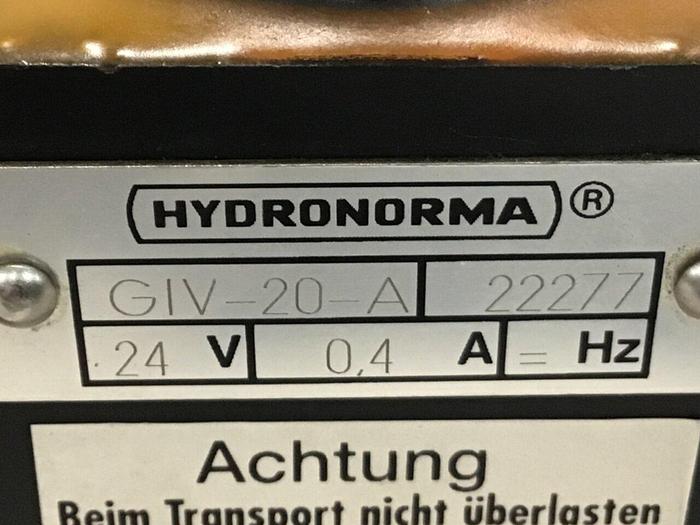 HYDRONORMA ®
GIV-20-A 22277
24 V 0,4 A = Hz
Achtung
Beim Transport nicht überlasten